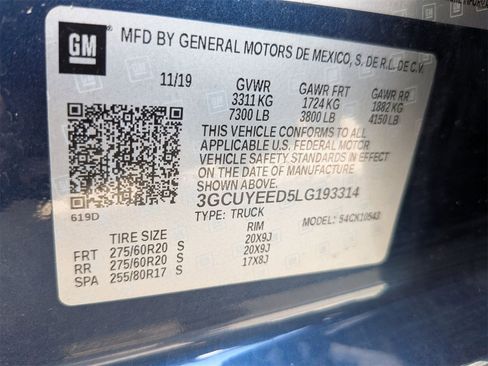 GM
MFD BY GENERAL MOTORS DE MEXICO, S. DE R.L. DE C.V.
11/19 GVWR GAWR FRT GAWR RR
3311 KG 1724 KG 1882 KG
7300 LB 3800 LB 4150 LB
THIS VEHICLE CONFORMS TO ALL
APPLICABLE U.S. FEDERAL MOTOR
VEHICLE SAFETY STANDARDS IN EFFECT
ON THE DATE OF MANUFACTURE
SHOWN ABOVE.
3GCUYEED5LG193314
619D TYPE: TRUCK MODEL: S4CK10543
TIRE SIZE RIM
FRT 275/60R20 S 20X9J
RR 275/60R20 S 20X9J
SPA 255/80R17 S 17X8J